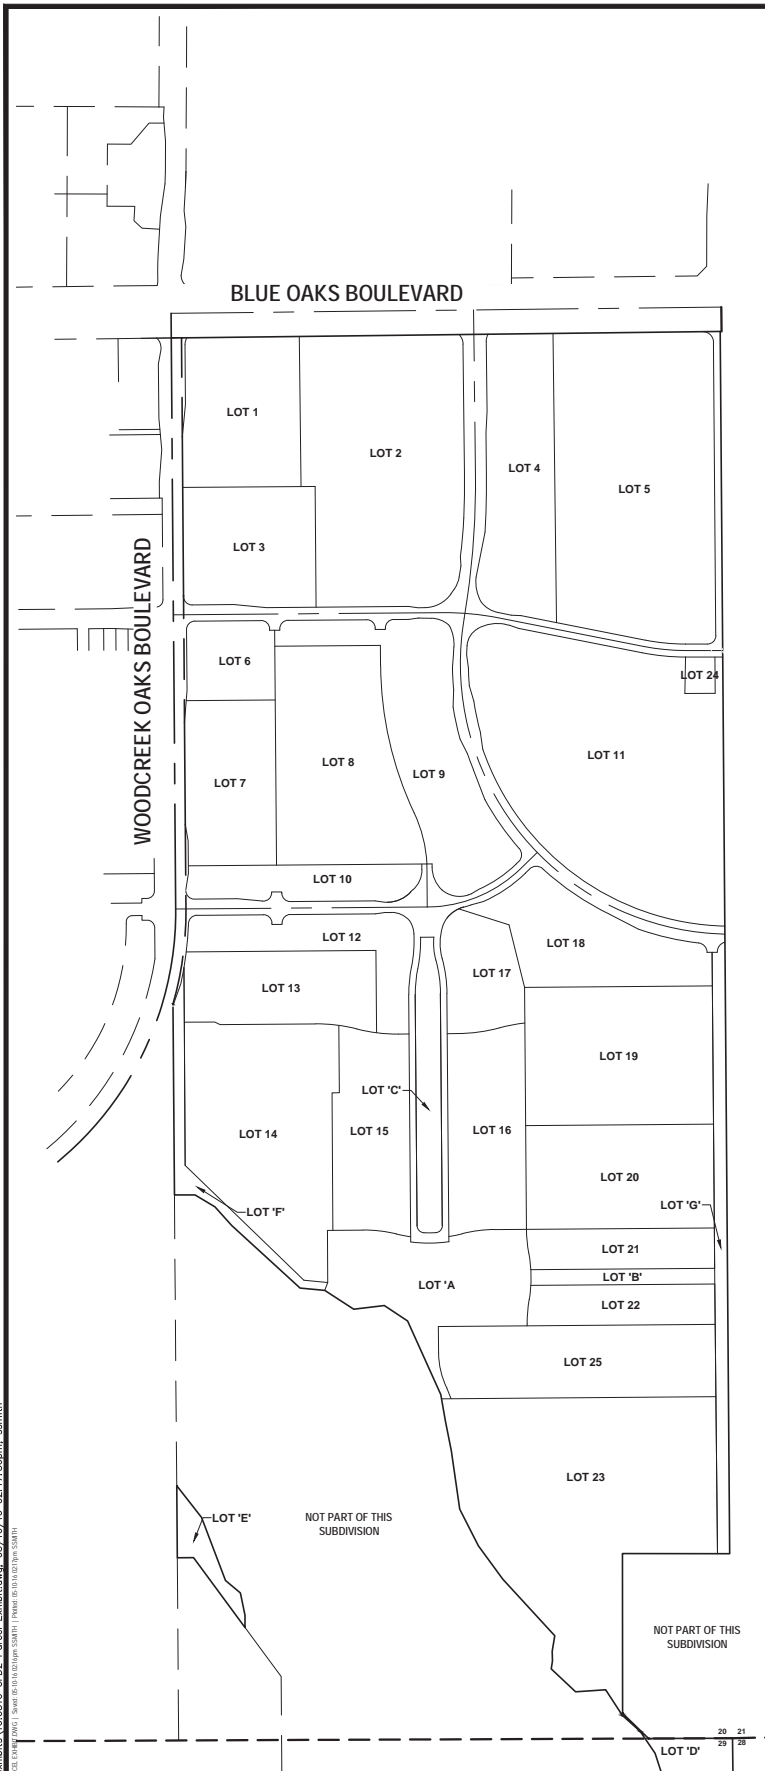 BLUE OAKS BOULEVARD
LOT 1
LOT 2
LOT 4
LOT 5
LOT 3
WOODCREEK OAKS BOULEVARD
LOT 6
LOT 24
LOT 7
LOT 8
LOT 9
LOT 11
LOT 10
LOT 12
LOT 18
LOT 13
LOT 17
LOT 19
LOT 'C'
LOT 14
LOT 15
LOT 16
LOT 20
LOT 'F'
LOT 'G'
LOT 21
LOT 'B'
LOT 'A
LOT 22
LOT 25
LOT 23
LOT 'E'
NOT PART OF THIS
SUBDIVISION
NOT PART OF THIS
SUBDIVISION
20 21
29 28
LOT 'D'